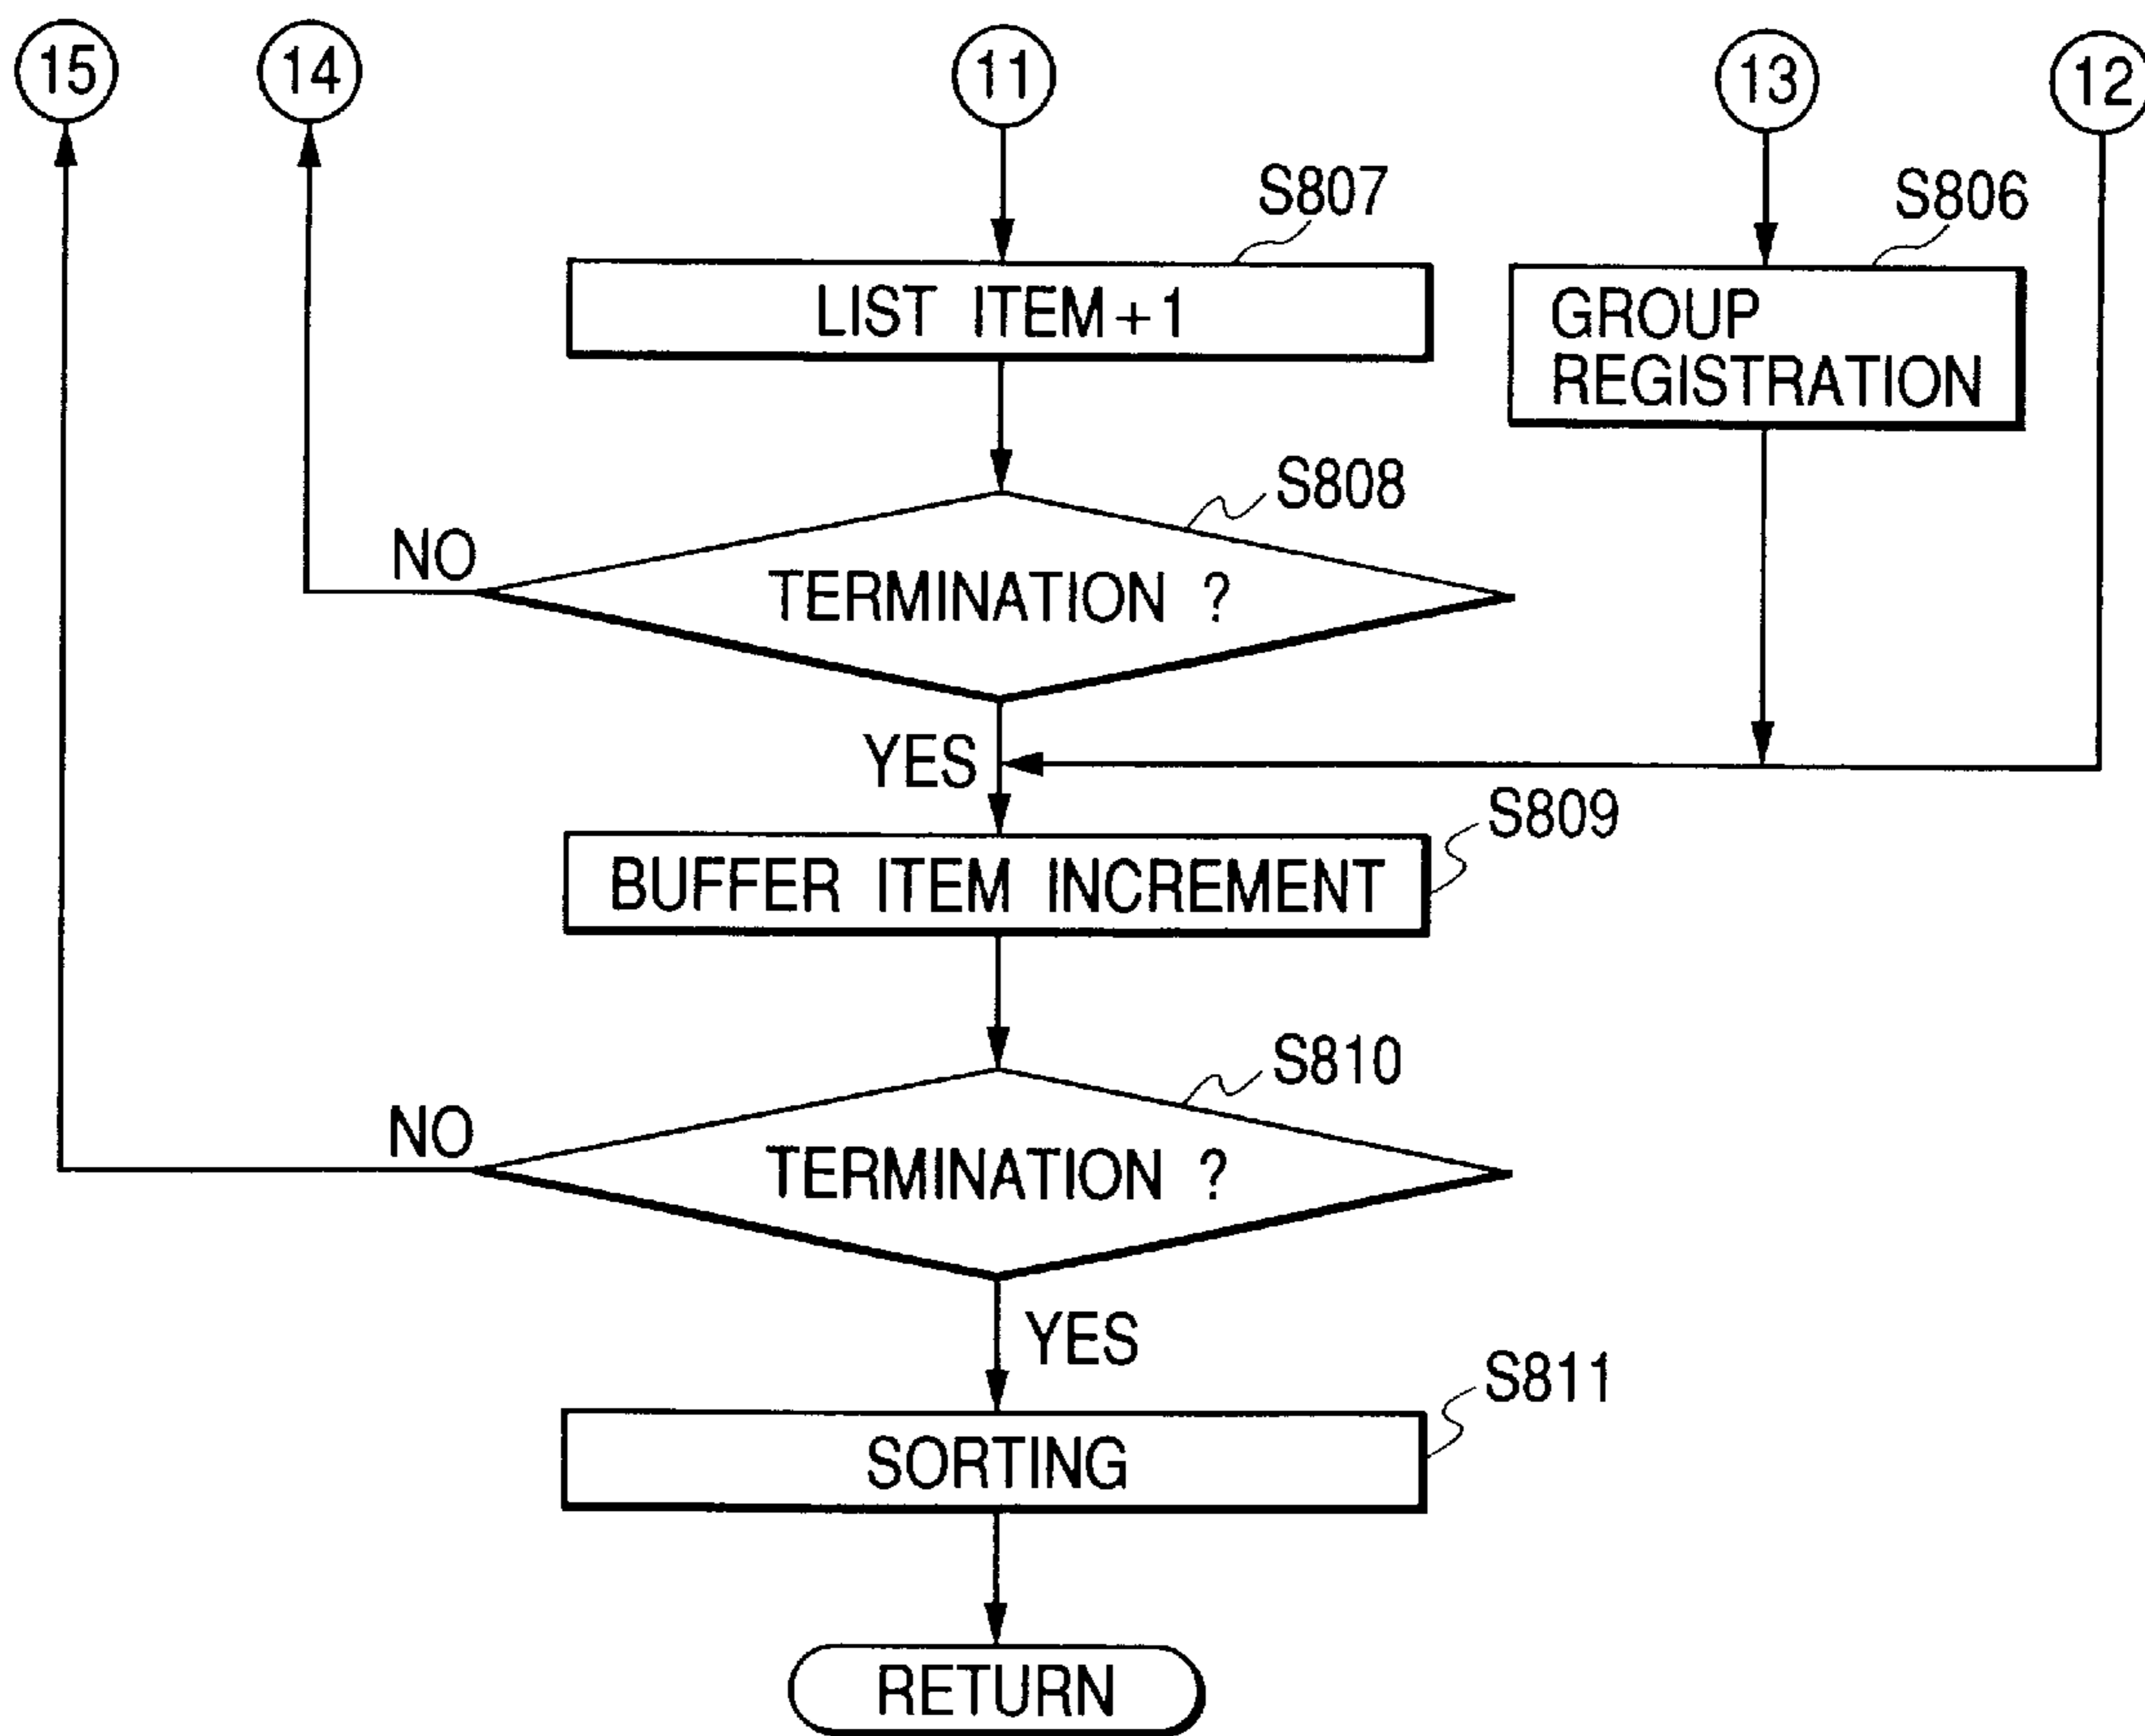 15
14
11
13
12
S807
S806
LIST ITEM+1
GROUP
REGISTRATION
S808
NO
TERMINATION ?
YES
S809
BUFFER ITEM INCREMENT
S810
NO
TERMINATION ?
YES
S811
SORTING
RETURN